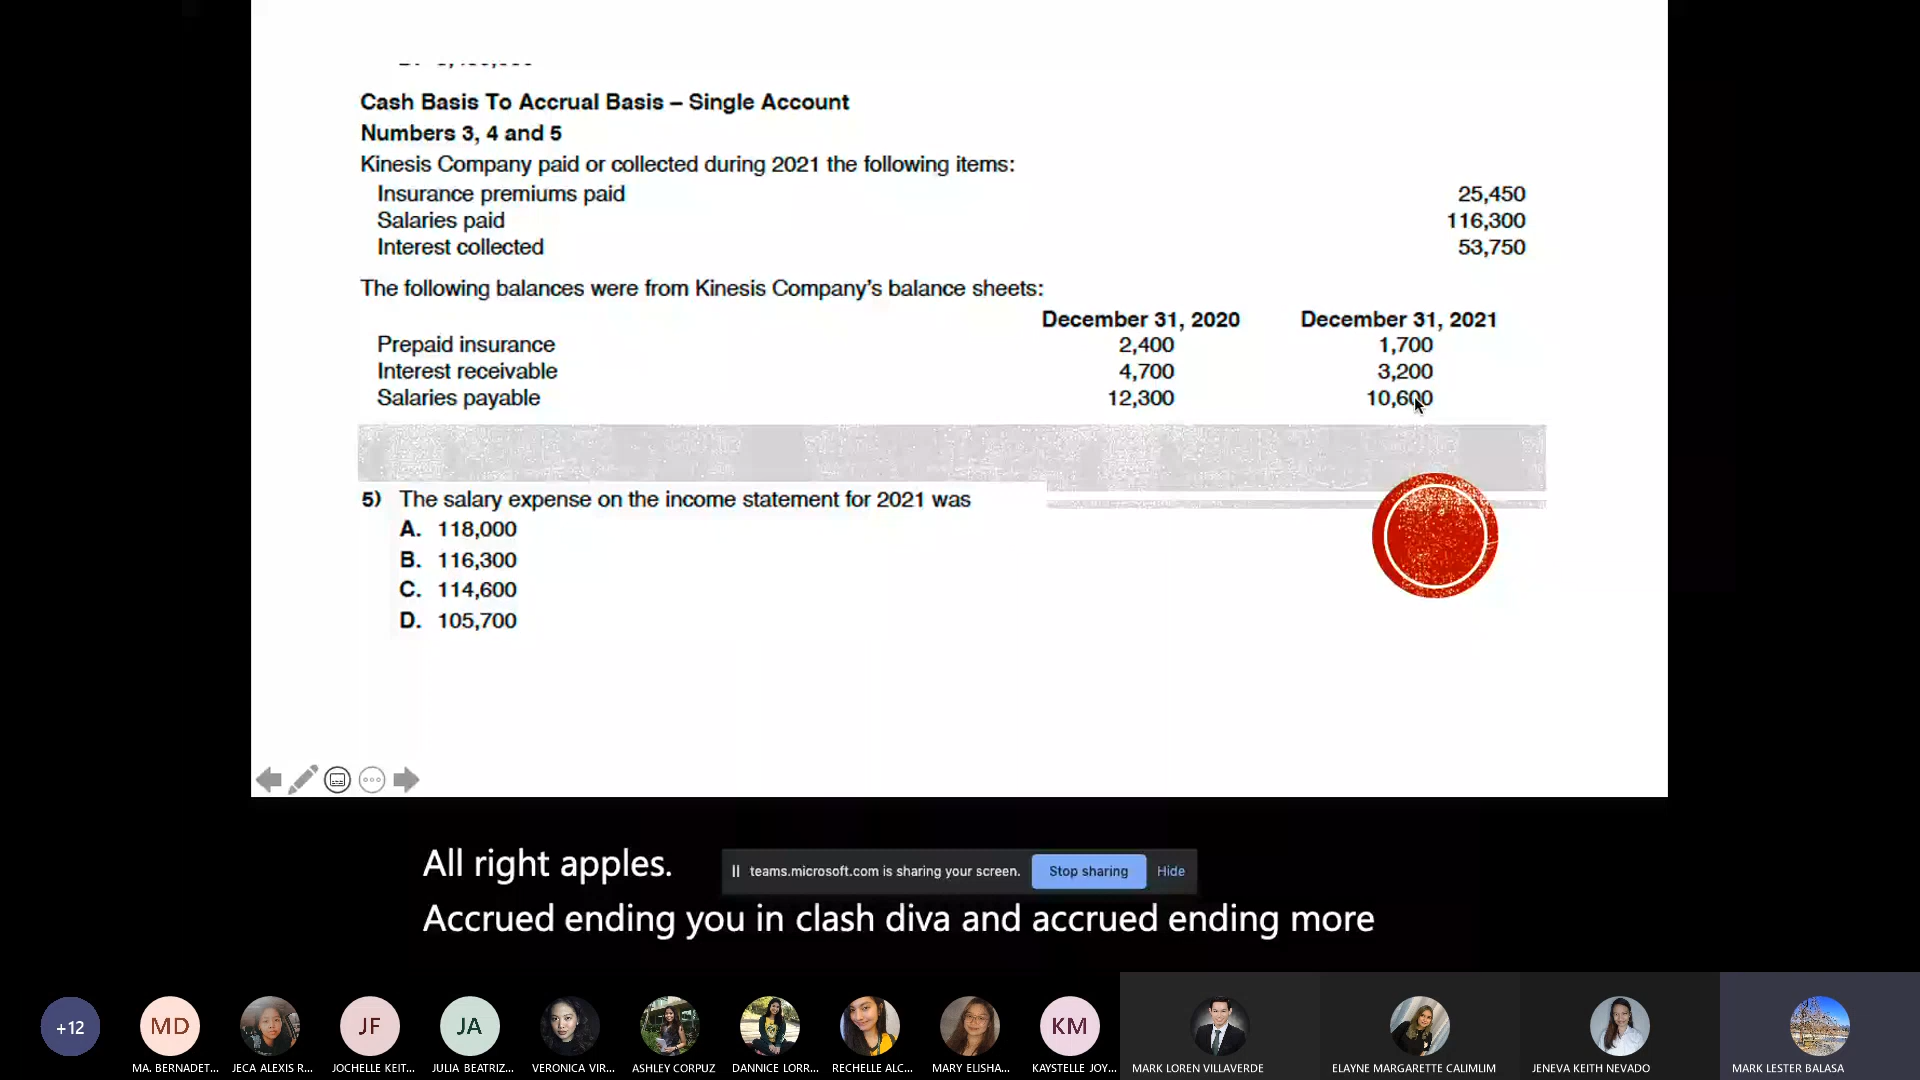 Cash Basis To Accrual Basis – Single Account
Numbers 3, 4 and 5
Kinesis Company paid or collected during 2021 the following items:
Insurance premiums paid 25,450
Salaries paid 116,300
Interest collected 53,750
The following balances were from Kinesis Company's balance sheets:
December 31, 2020 December 31, 2021
Prepaid insurance 2,400 1,700
Interest receivable 4,700 3,200
Salaries payable 12,300 10,600
5) The salary expense on the income statement for 2021 was
A. 118,000
B. 116,300
C. 114,600
D. 105,700
All right apples.
teams.microsoft.com is sharing your screen. Stop sharing Hide
Accrued ending you in clash diva and accrued ending more
+12 MD JF JA KM
MA. BERNADET... JECA ALEXIS R... JOCHELLE KEIT... JULIA BEATRIZ... VERONICA VIR... ASHLEY CORPUZ DANNICE LORR... RECHELLE ALC... MARY ELISHA... KAYSTELLE JOY... MARK LOREN VILLAVERDE ELAYNE MARGARETTE CALIMLIM JENEVA KEITH NEVADO MARK LESTER BALASA